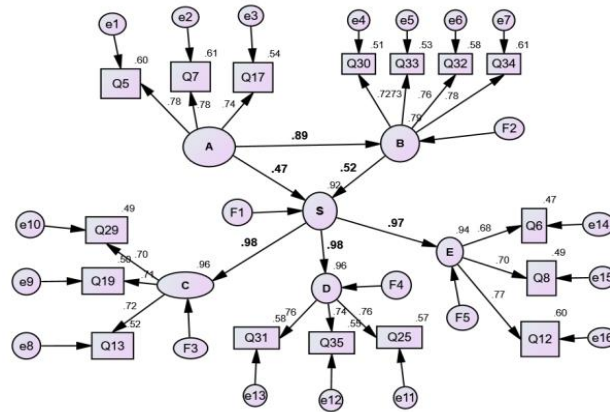 e1 e2 e3 e4 e5 e6 e7
.60 .61 .54 .51 .53 .58 .61
Q5 Q7 Q17 Q30 Q33 Q32 Q34
.78 .78 .74 .72 .73 .76 .78
.79
A .89 B F2
.47 .52
.92
F1 S
.49 .97 .47
e10 Q29 .94 .68 Q6 e14
.98 .98 E
.70 .96 .96 .70 .49
e9 .50 Q19 .71 C D F4 Q8 e15
.72 .77
.52 .58 .76 .74 .76 .57 .60
e8 Q13 F3 Q31 .55 Q35 Q25 F5 Q12 e16
e13 e12 e11